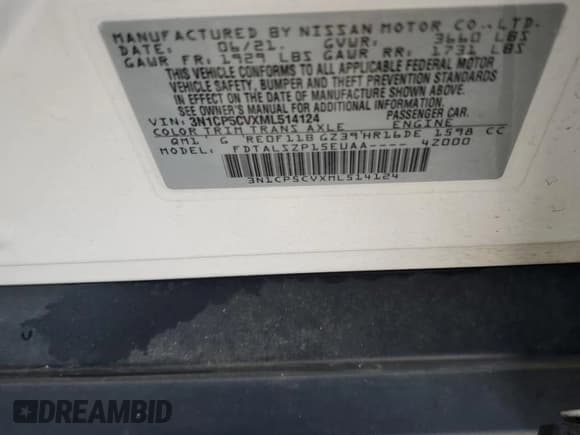 MANUFACTURED BY NISSAN MOTOR CO.,LTD.
DATE: 06/21. GVWR: 3660 LBS
GAWR FR: 1929 LBS GAWR RR: 1731 LBS
THIS VEHICLE CONFORMS TO ALL APPLICABLE FEDERAL MOTOR
VEHICLE SAFETY, BUMPER AND THEFT PREVENTION STANDARDS
IN EFFECT ON THE DATE OF MANUFACTURE SHOWN ABOVE.
SEE OWNER'S MANUAL FOR ADDITIONAL INFORMATION.
VIN: 3N1CP5CVXML514124 PASSENGER CAR.
COLOR TRIM TRANS AXLE ENGINE
QM1 G RE0F11B GZ39 HR16DE 1598 CC
MODEL: FDTALSZP15EUAA---- 4Z000
3N1CP5CVXML514124
DREAMBID